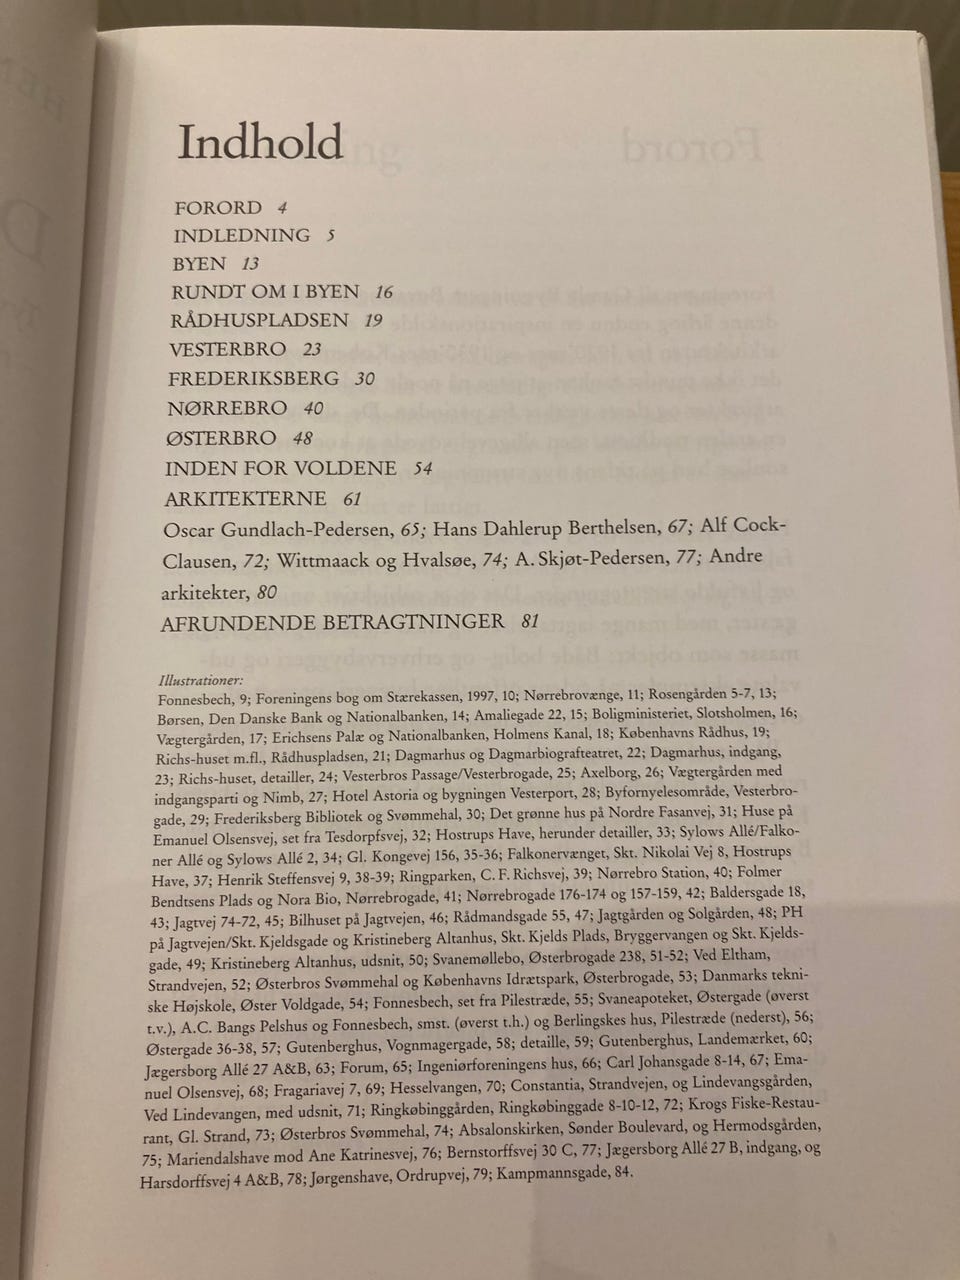 Indhold
FORORD 4
INDLEDNING 5
BYEN 13
RUNDT OM I BYEN 16
RÅDHUSPLADSEN 19
VESTERBRO 23
FREDERIKSBERG 30
NØRREBRO 40
ØSTERBRO 48
INDEN FOR VOLDENE 54
ARKITEKTERNE 61
Oscar Gundlach-Pedersen, 65; Hans Dahlerup Berthelsen, 67; Alf Cock-
Clausen, 72; Wittmaack og Hvalsøe, 74; A. Skjøt-Pedersen, 77; Andre
arkitekter, 80
AFRUNDENDE BETRAGTNINGER 81
Illustrationer:
Fonnesbech, 9; Foreningens bog om Stærekassen, 1997, 10; Nørrebrovænge, 11; Rosengården 5-7, 13;
Børsen, Den Danske Bank og Nationalbanken, 14; Amaliegade 22, 15; Boligministeriet, Slotsholmen, 16;
Vægtergården, 17; Erichsens Palæ og Nationalbanken, Holmens Kanal, 18; Københavns Rådhus, 19;
Richs-huset m.fl., Rådhuspladsen, 21; Dagmarhus og Dagmarbiografteatret, 22; Dagmarhus, indgang,
23; Richs-huset, detailler, 24; Vesterbros Passage/Vesterbrogade, 25; Axelborg, 26; Vægtergården med
indgangsparti og Nimb, 27; Hotel Astoria og bygningen Vesterport, 28; Byfornyelsesområde, Vesterbro-
gade, 29; Frederiksberg Bibliotek og Svømmehal, 30; Det grønne hus på Nordre Fasanvej, 31; Huse på
Emanuel Olsensvej, set fra Tesdorpfsvej, 32; Hostrups Have, herunder detailler, 33; Sylows Allé/Falko-
ner Allé og Sylows Allé 2, 34; Gl. Kongevej 156, 35-36; Falkonervænget, Skt. Nikolai Vej 8, Hostrups
Have, 37; Henrik Steffensvej 9, 38-39; Ringparken, C. F. Richsvej, 39; Nørrebro Station, 40; Folmer
Bendtsens Plads og Nora Bio, Nørrebrogade, 41; Nørrebrogade 176-174 og 157-159, 42; Baldersgade 18,
43; Jagtvej 74-72, 45; Bilhuset på Jagtvejen, 46; Rådmandsgade 55, 47; Jagtgården og Solgården, 48; PH
på Jagtvejen/Skt. Kjeldsgade og Kristineberg Altanhus, Skt. Kjelds Plads, Bryggervangen og Skt. Kjelds-
gade, 49; Kristineberg Altanhus, udsnit, 50; Svanemøllebo, Østerbrogade 238, 51-52; Ved Eltham,
Strandvejen, 52; Østerbros Svømmehal og Københavns Idrætspark, Østerbrogade, 53; Danmarks tekni-
ske Højskole, Øster Voldgade, 54; Fonnesbech, set fra Pilestræde, 55; Svaneapoteket, Østergade (øverst
t.v.), A.C. Bangs Pelshus og Fonnesbech, smst. (øverst t.h.) og Berlingskes hus, Pilestræde (nederst), 56;
Østergade 36-38, 57; Gutenberghus, Vognmagergade, 58; detaille, 59; Gutenberghus, Landemærket, 60;
Jægersborg Allé 27 A&B, 63; Forum, 65; Ingeniørforeningens hus, 66; Carl Johansgade 8-14, 67; Ema-
nuel Olsensvej, 68; Fragariavej 7, 69; Hesselvangen, 70; Constantia, Strandvejen, og Lindevangsgården,
Ved Lindevangen, med udsnit, 71; Ringkøbinggården, Ringkøbinggade 8-10-12, 72; Krogs Fiske-Restau-
rant, Gl. Strand, 73; Østerbros Svømmehal, 74; Absalonskirken, Sønder Boulevard, og Hermodsgården,
75; Mariendalshave mod Ane Katrinesvej, 76; Bernstorffsvej 30 C, 77; Jægersborg Allé 27 B, indgang, og
Harsdorffsvej 4 A&B, 78; Jørgenshave, Ordrupvej, 79; Kampmannsgade, 84.